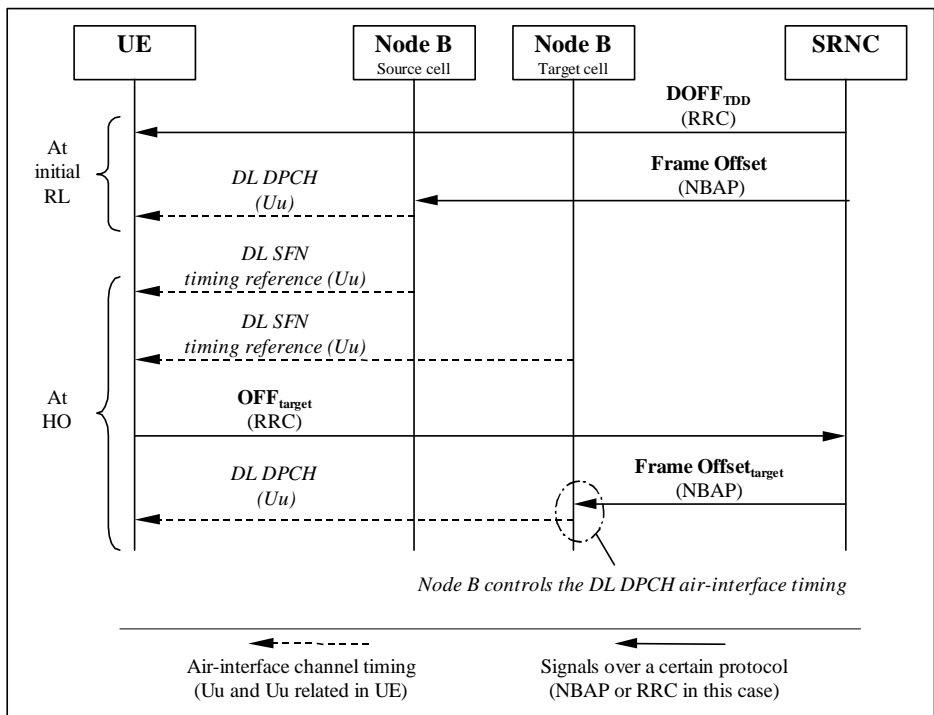 UE
Node B
Source cell
Node B
Target cell
SRNC
DOFF_TDD
(RRC)
At
initial
RL
Frame Offset
(NBAP)
DL DPCH
(Uu)
DL SFN
timing reference (Uu)
DL SFN
timing reference (Uu)
At
HO
OFF_target
(RRC)
Frame Offset_target
(NBAP)
DL DPCH
(Uu)
Node B controls the DL DPCH air-interface timing
Air-interface channel timing
(Uu and Uu related in UE)
Signals over a certain protocol
(NBAP or RRC in this case)